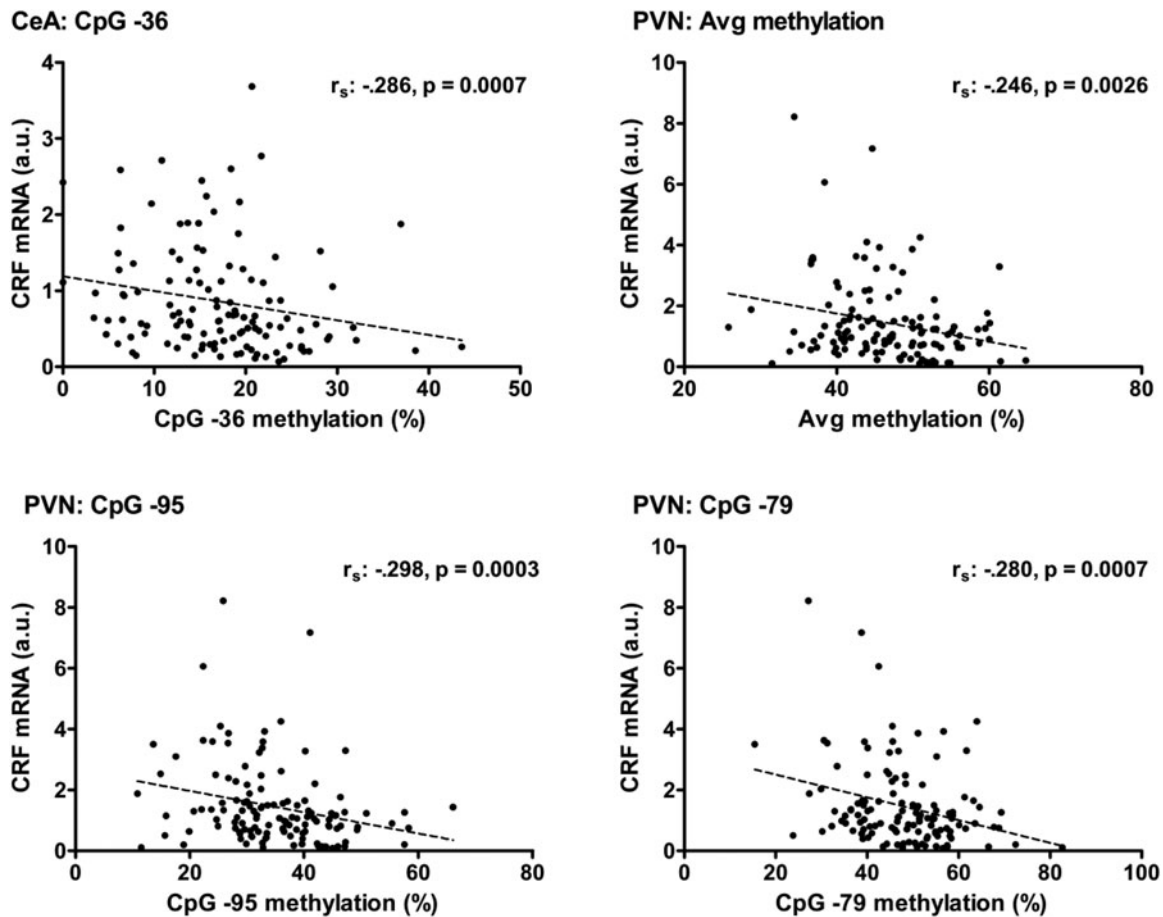 CeA: CpG -36
rs: -.286, p = 0.0007
CRF mRNA (a.u.)
4
3
2
1
0
0 10 20 30 40 50
CpG -36 methylation (%)
PVN: Avg methylation
rs: -.246, p = 0.0026
CRF mRNA (a.u.)
10
8
6
4
2
0
20 40 60 80
Avg methylation (%)
PVN: CpG -95
rs: -.298, p = 0.0003
CRF mRNA (a.u.)
10
8
6
4
2
0
0 20 40 60 80
CpG -95 methylation (%)
PVN: CpG -79
rs: -.280, p = 0.0007
CRF mRNA (a.u.)
10
8
6
4
2
0
0 20 40 60 80 100
CpG -79 methylation (%)